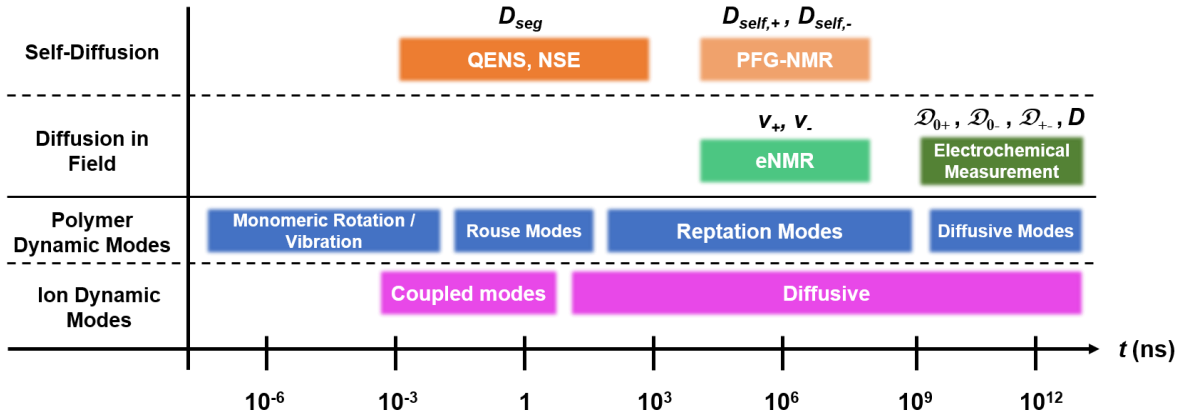 D_seg
D_self,+ , D_self,-
Self-Diffusion
QENS, NSE
PFG-NMR
v_+, v_-
𝒟_0+ , 𝒟_0- , 𝒟_+- , D
Diffusion in
Field
eNMR
Electrochemical
Measurement
Polymer
Dynamic Modes
Monomeric Rotation /
Vibration
Rouse Modes
Reptation Modes
Diffusive Modes
Ion Dynamic
Modes
Coupled modes
Diffusive
t (ns)
10^-6
10^-3
1
10^3
10^6
10^9
10^12